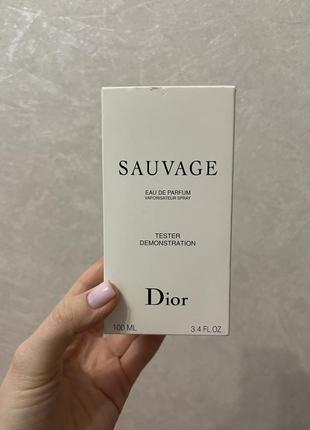 SAUVAGE
EAU DE PARFUM
VAPORISATEUR SPRAY
TESTER
DEMONSTRATION
Dior
100 ML 3.4 FL.OZ.